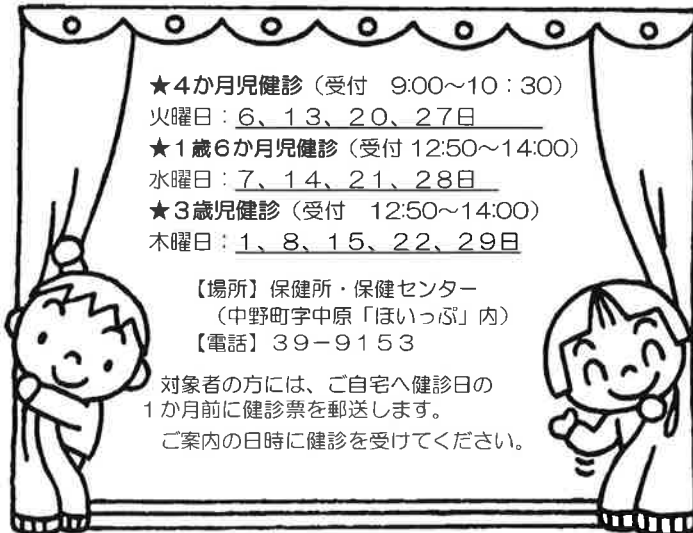 ★4か月児健診（受付　9:00～10：30）
火曜日：6、13、20、27日
★1歳6か月児健診（受付 12:50～14:00）
水曜日：7、14、21、28日
★3歳児健診（受付　12:50～14:00）
木曜日：1、8、15、22、29日
【場所】保健所・保健センター
（中野町字中原「ほいっぷ」内）
【電話】39－9153
対象者の方には、ご自宅へ健診日の
1か月前に健診票を郵送します。
ご案内の日時に健診を受けてください。